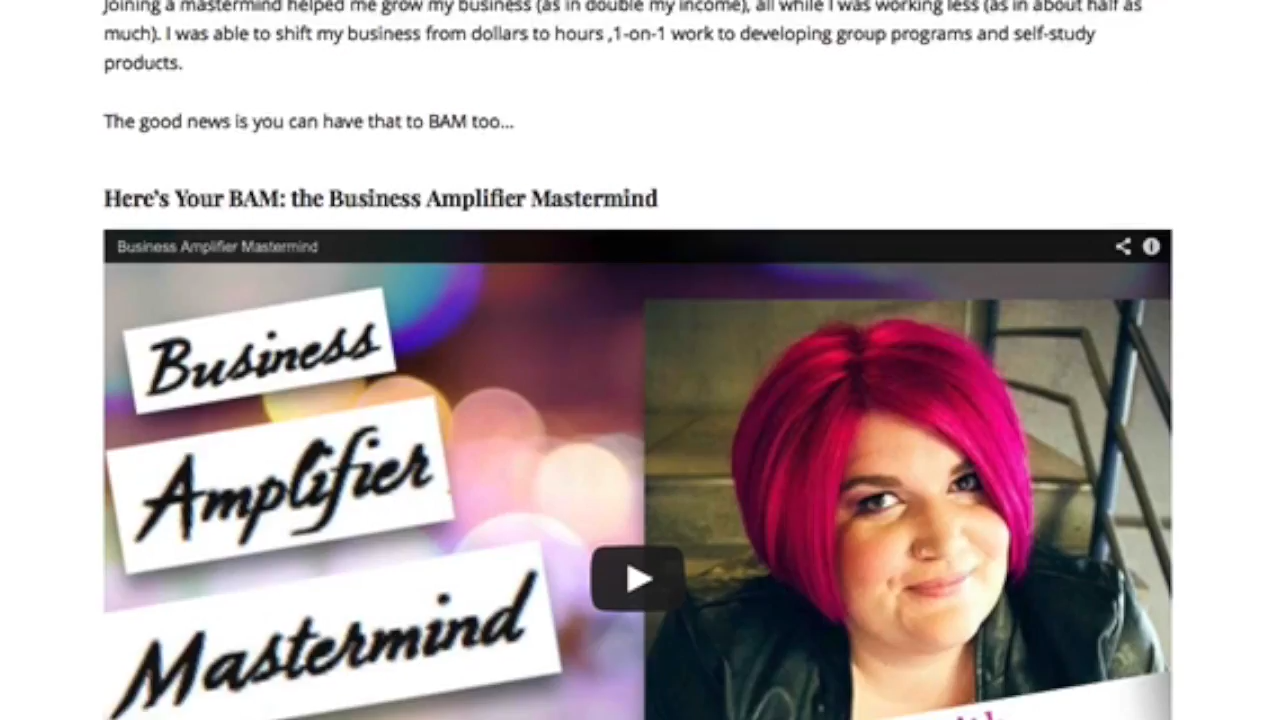 Joining a mastermind helped me grow my business (as in double my income), all while I was working less (as in about half as
much). I was able to shift my business from dollars to hours ,1-on-1 work to developing group programs and self-study
products.
The good news is you can have that to BAM too...
Here's Your BAM: the Business Amplifier Mastermind
Business Amplifier Mastermind
Business
Amplifier
Mastermind